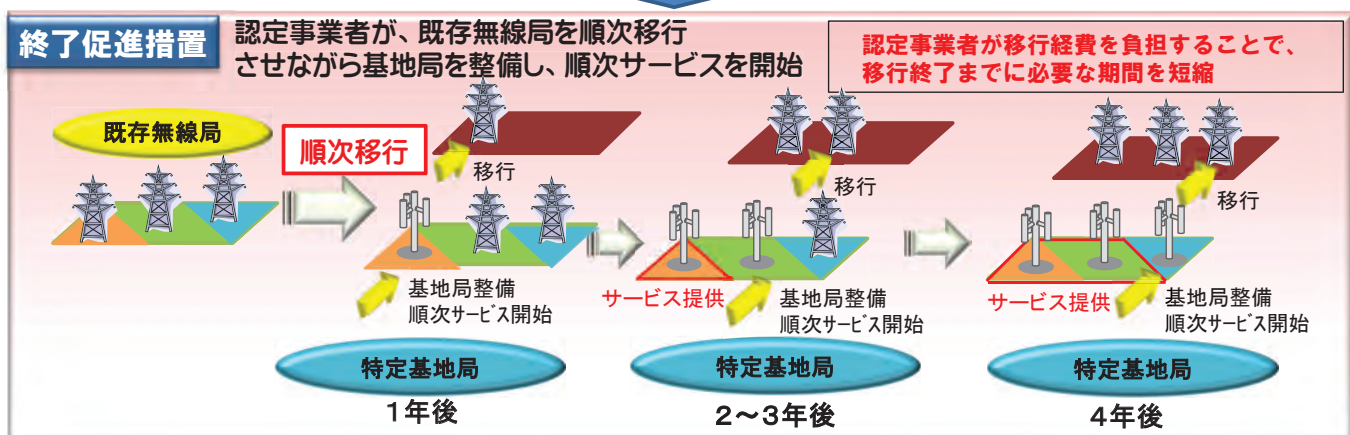 終了促進措置
認定事業者が、既存無線局を順次移行
させながら基地局を整備し、順次サービスを開始
認定事業者が移行経費を負担することで、
移行終了までに必要な期間を短縮
既存無線局
順次移行
移行
基地局整備
順次サービス開始
特定基地局
1年後
移行
サービス提供
基地局整備
順次サービス開始
特定基地局
2～3年後
移行
サービス提供
基地局整備
順次サービス開始
特定基地局
4年後